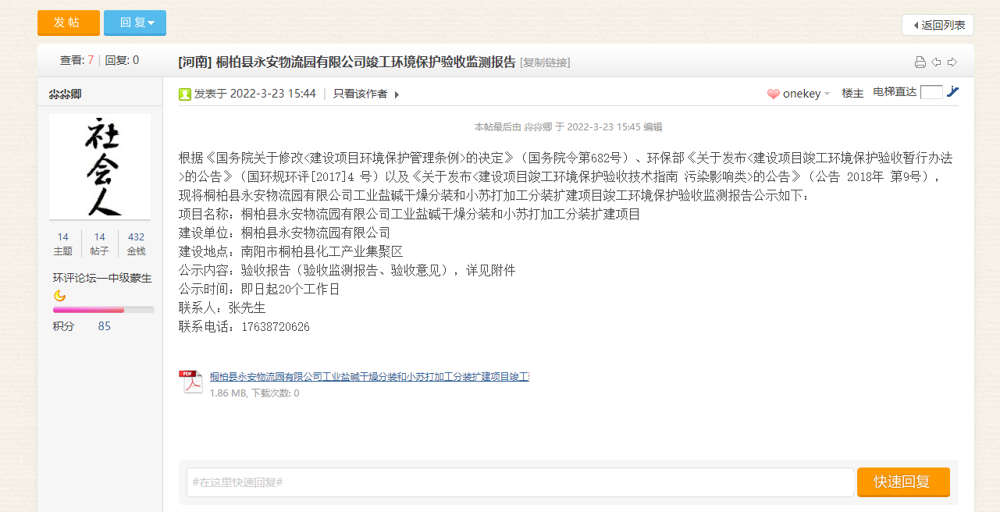 发 帖
回 复
返回列表
查看: 7 | 回复: 0
[河南] 桐柏县永安物流园有限公司竣工环境保护验收监测报告 [复制链接]
尛尛卿
社会人
14 主题
14 帖子
432 金钱
环评论坛—中级蒙生
积分 85
发表于 2022-3-23 15:44 | 只看该作者
onekey 楼主 电梯直达
本帖最后由 尛尛卿 于 2022-3-23 15:45 编辑
根据《国务院关于修改<建设项目环境保护管理条例>的决定》（国务院令第682号）、环保部《关于发布<建设项目竣工环境保护验收暂行办法
>的公告》（国环规环评[2017]4 号）以及《关于发布<建设项目竣工环境保护验收技术指南 污染影响类>的公告》（公告 2018年 第9号），
现将桐柏县永安物流园有限公司工业盐碱干燥分装和小苏打加工分装扩建项目竣工环境保护验收监测报告公示如下：
项目名称：桐柏县永安物流园有限公司工业盐碱干燥分装和小苏打加工分装扩建项目
建设单位：桐柏县永安物流园有限公司
建设地点：南阳市桐柏县化工产业集聚区
公示内容：验收报告（验收监测报告、验收意见），详见附件
公示时间：即日起20个工作日
联系人：张先生
联系电话：17638720626
PDF
桐柏县永安物流园有限公司工业盐碱干燥分装和小苏打加工分装扩建项目竣工
1.86 MB, 下载次数: 0
#在这里快速回复#
快速回复